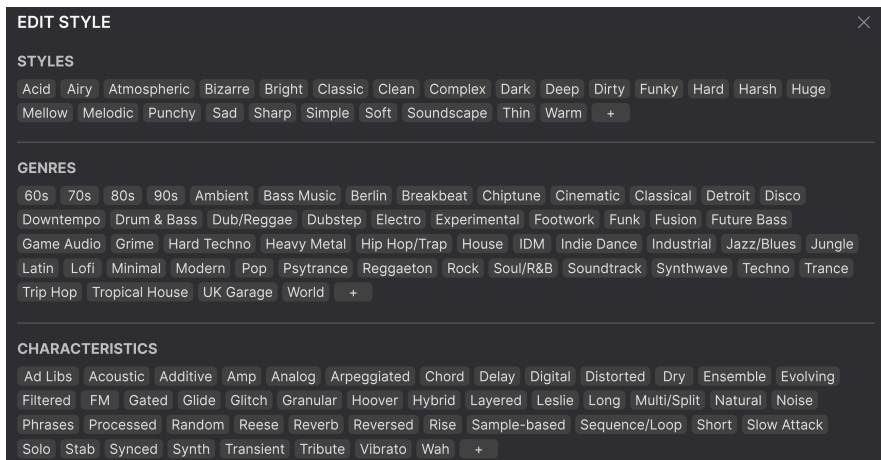 EDIT STYLE
STYLES
Acid Airy Atmospheric Bizarre Bright Classic Clean Complex Dark Deep Dirty Funky Hard Harsh Huge
Mellow Melodic Punchy Sad Sharp Simple Soft Soundscape Thin Warm +
GENRES
60s 70s 80s 90s Ambient Bass Music Berlin Breakbeat Chiptune Cinematic Classical Detroit Disco
Downtempo Drum & Bass Dub/Reggae Dubstep Electro Experimental Footwork Funk Fusion Future Bass
Game Audio Grime Hard Techno Heavy Metal Hip Hop/Trap House IDM Indie Dance Industrial Jazz/Blues Jungle
Latin Lofi Minimal Modern Pop Psytrance Reggaeton Rock Soul/R&B Soundtrack Synthwave Techno Trance
Trip Hop Tropical House UK Garage World +
CHARACTERISTICS
Ad Libs Acoustic Additive Amp Analog Arpeggiated Chord Delay Digital Distorted Dry Ensemble Evolving
Filtered FM Gated Glide Glitch Granular Hoover Hybrid Layered Leslie Long Multi/Split Natural Noise
Phrases Processed Random Reese Reverb Reversed Rise Sample-based Sequence/Loop Short Slow Attack
Solo Stab Synced Synth Transient Tribute Vibrato Wah +